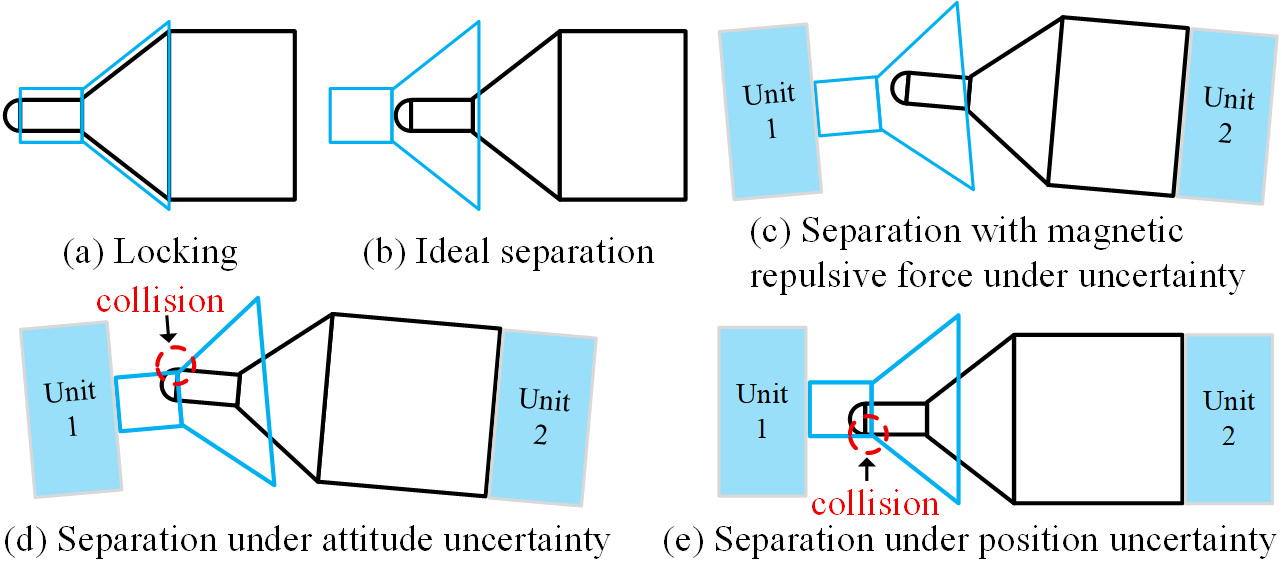 (a) Locking
(b) Ideal separation
Unit
1
Unit
2
(c) Separation with magnetic
repulsive force under uncertainty
collision
Unit
1
Unit
2
(d) Separation under attitude uncertainty
Unit
1
Unit
2
collision
(e) Separation under position uncertainty